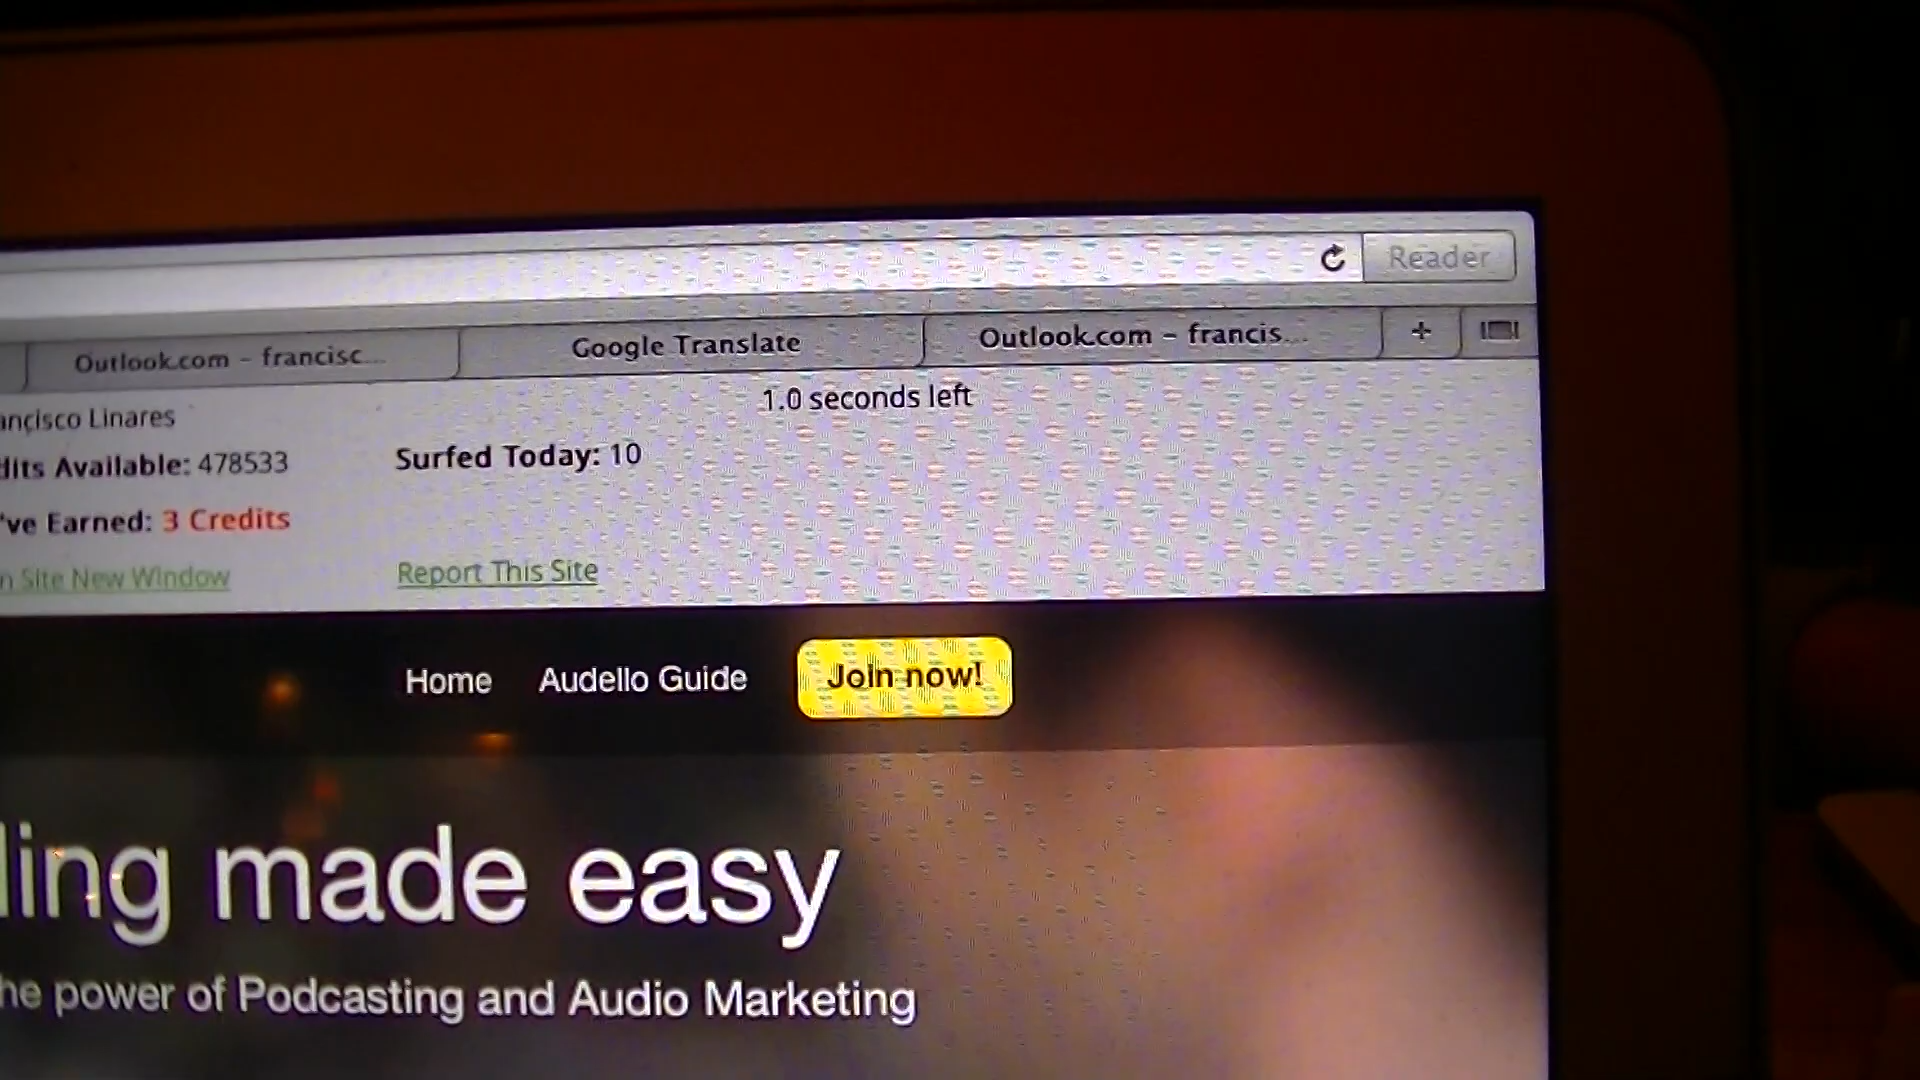 Reader
Outlook.com – francisc...
Google Translate
Outlook.com – francis...
+
1.0 seconds left
ancisco Linares
dits Available: 478533
Surfed Today: 10
've Earned: 3 Credits
n Site New Window
Report This Site
Home
Audello Guide
Join now!
ling made easy
he power of Podcasting and Audio Marketing